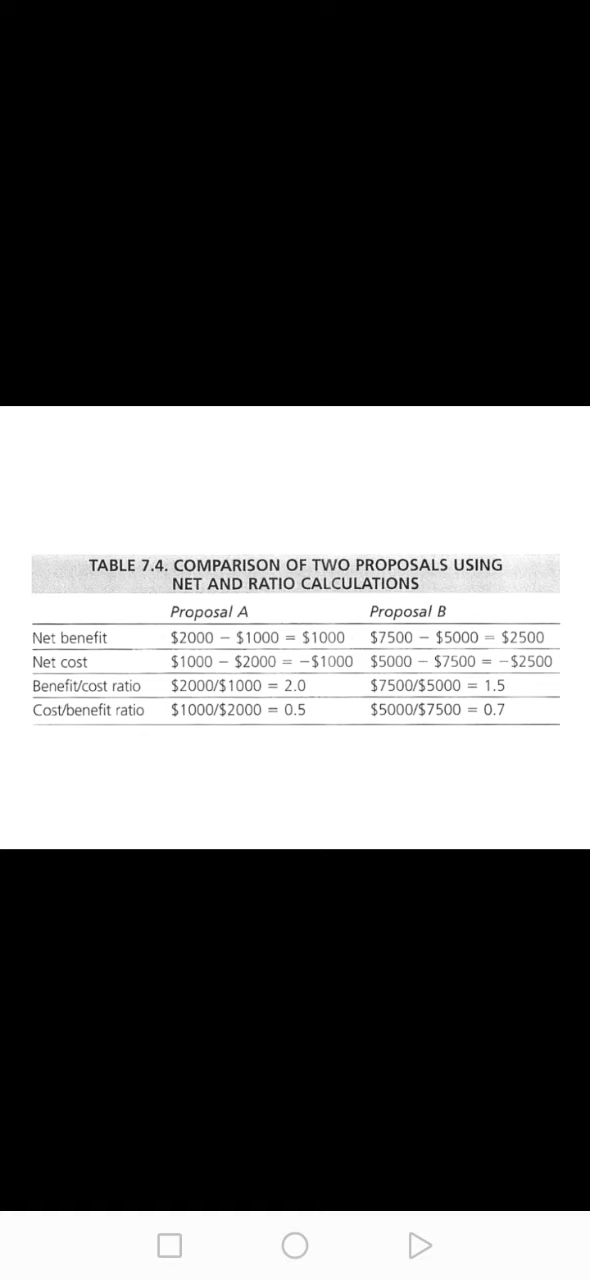 TABLE 7.4. COMPARISON OF TWO PROPOSALS USING
NET AND RATIO CALCULATIONS
Proposal A Proposal B
Net benefit $2000 − $1000 = $1000 $7500 − $5000 = $2500
Net cost $1000 − $2000 = −$1000 $5000 − $7500 = −$2500
Benefit/cost ratio $2000/$1000 = 2.0 $7500/$5000 = 1.5
Cost/benefit ratio $1000/$2000 = 0.5 $5000/$7500 = 0.7